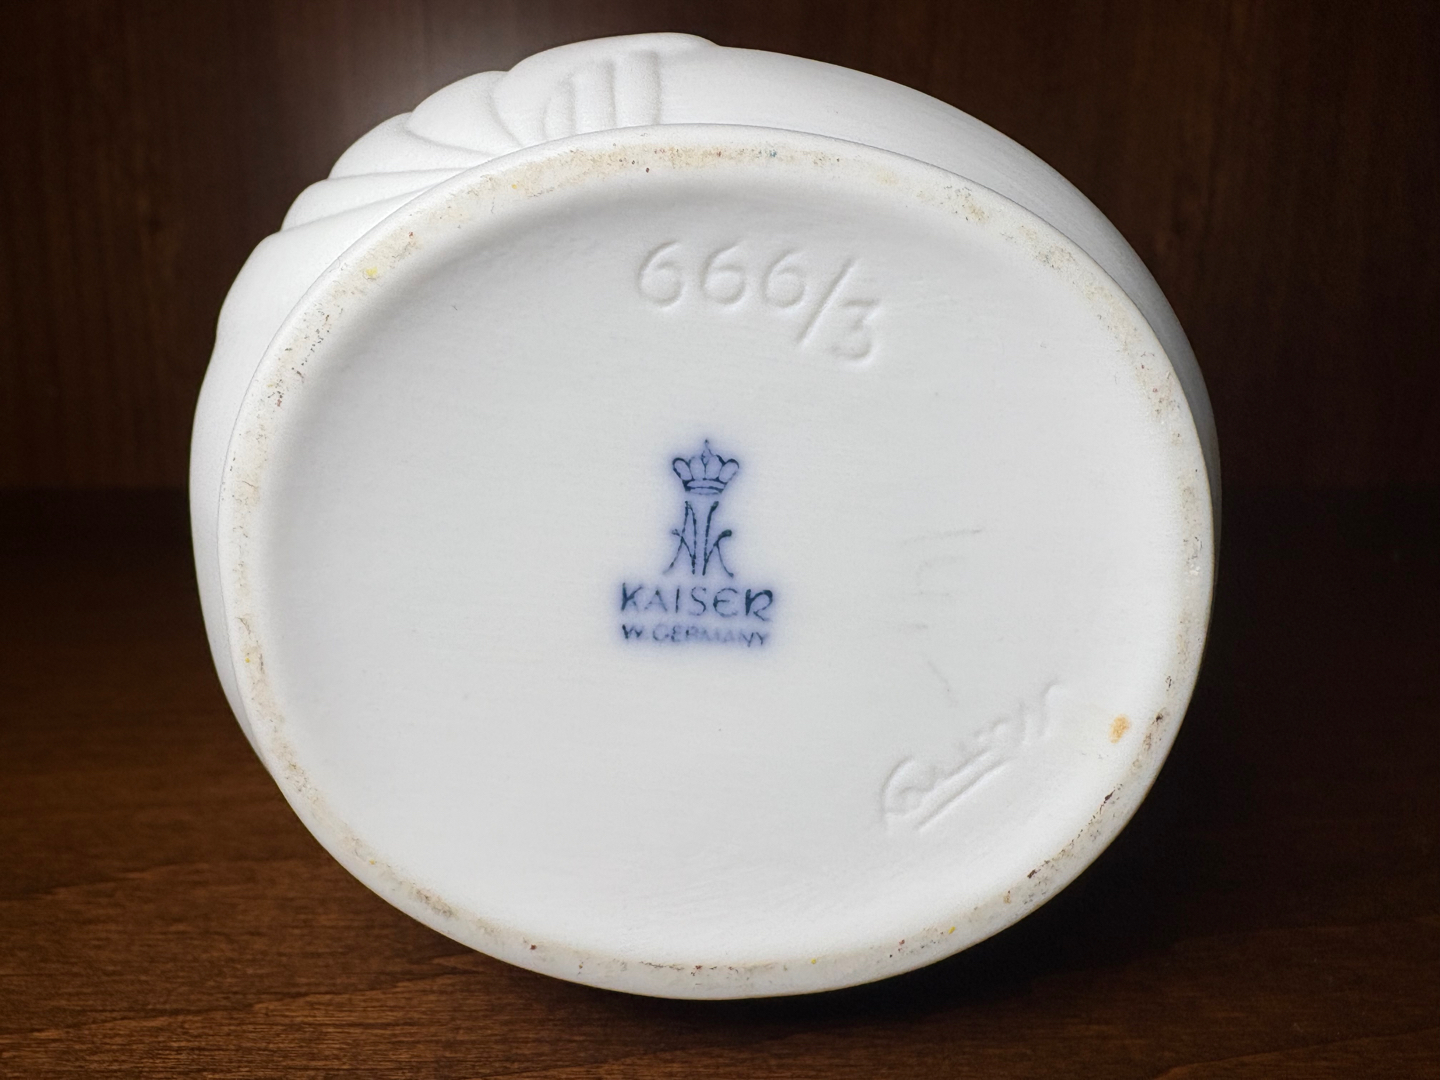 666/3
AK
KAISER
W. GERMANY